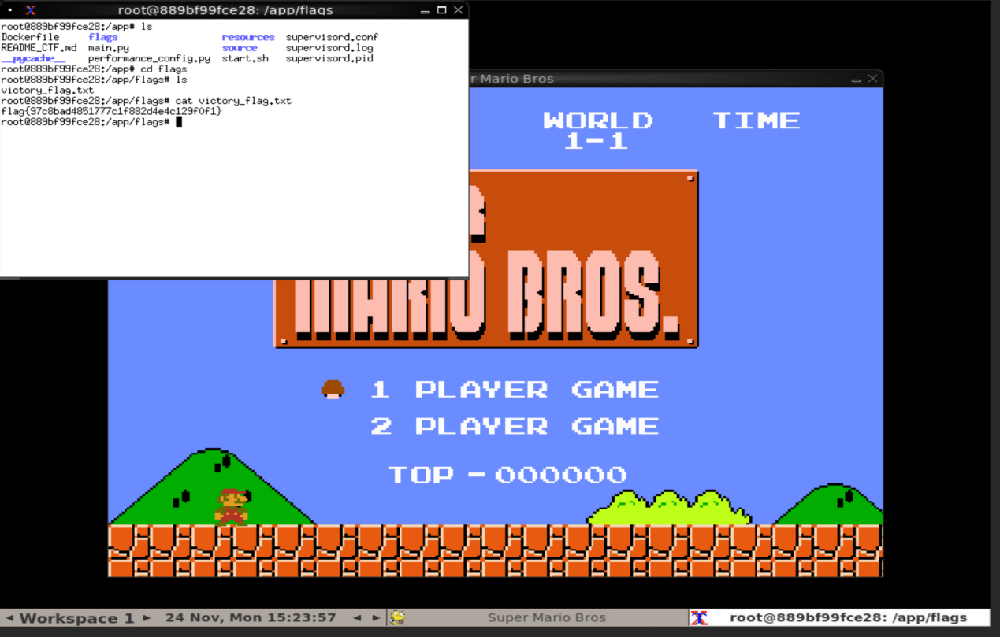 root@889bf99fce28: /app/flags
root@889bf99fce28:/app# ls
Dockerfile flags resources supervisord.conf
README_CTF.md main.py source supervisord.log
__pycache__ performance_config.py start.sh supervisord.pid
root@889bf99fce28:/app# cd flags
root@889bf99fce28:/app/flags# ls
victory_flag.txt
root@889bf99fce28:/app/flags# cat victory_flag.txt
flag{97c8bad4851777c1f882d4e4c129f0f1}
root@889bf99fce28:/app/flags#
r Mario Bros
WORLD TIME
1-1
MARIO BROS.
1 PLAYER GAME
2 PLAYER GAME
TOP - 000000
Workspace 1 24 Nov, Mon 15:23:57 Super Mario Bros root@889bf99fce28: /app/flags